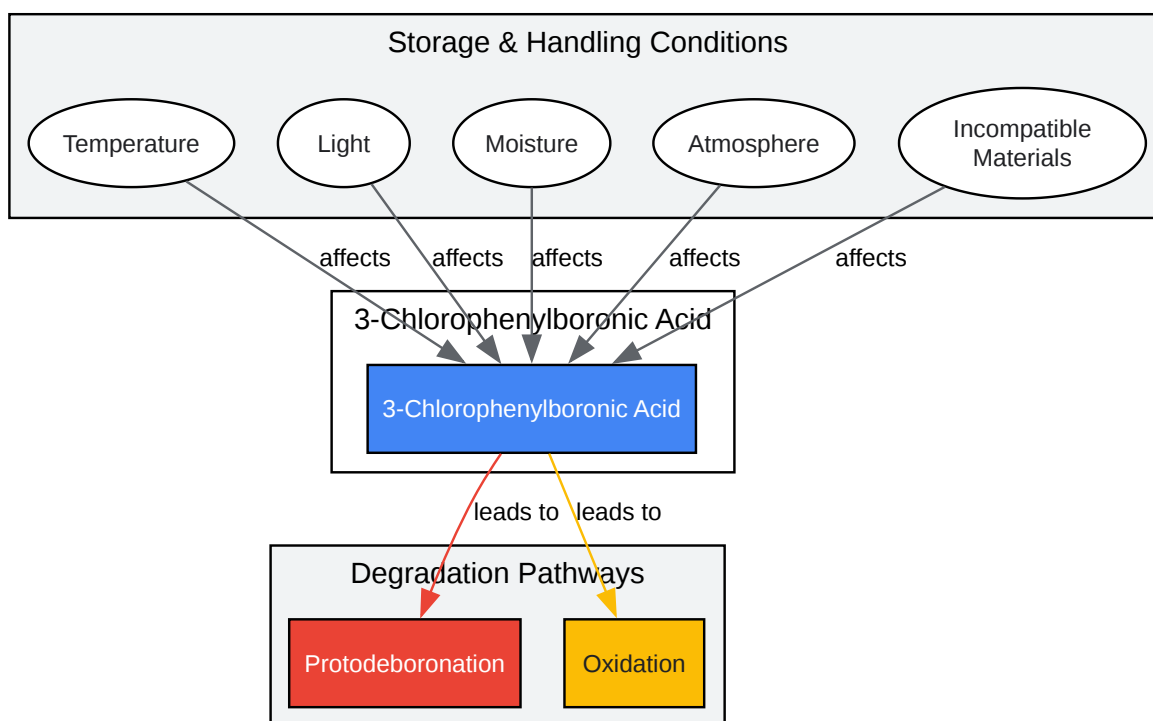 Storage & Handling Conditions
Temperature
Light
Moisture
Atmosphere
Incompatible
Materials
affects
affects
affects
affects
affects
3-Chlorophenylboronic Acid
3-Chlorophenylboronic Acid
leads to
leads to
Degradation Pathways
Protodeboronation
Oxidation